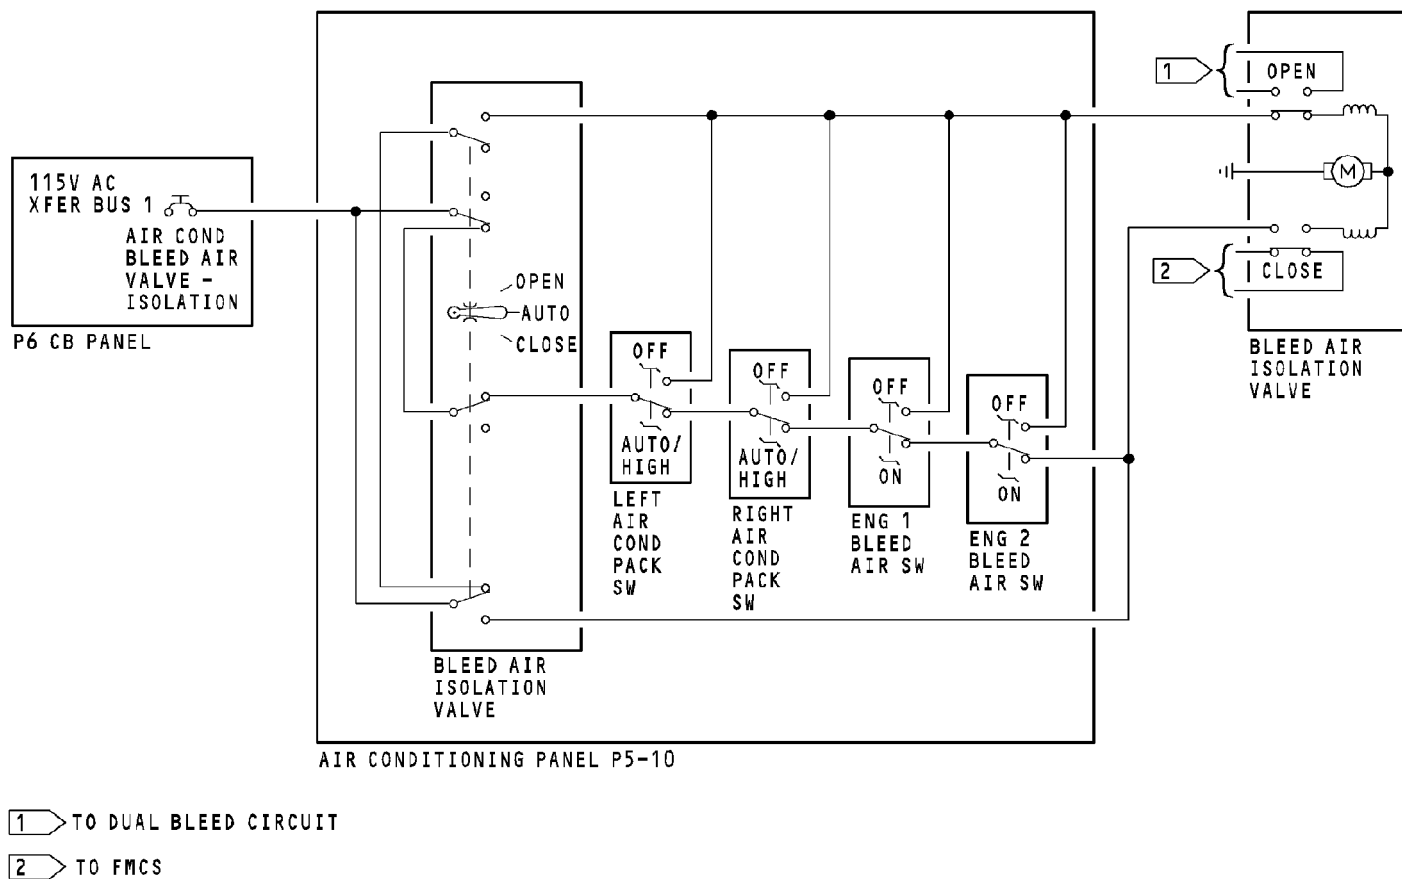 115V AC
XFER BUS 1
AIR COND
BLEED AIR
VALVE -
ISOLATION
P6 CB PANEL
OPEN
AUTO
CLOSE
BLEED AIR
ISOLATION
VALVE
OFF
AUTO/
HIGH
LEFT
AIR
COND
PACK
SW
OFF
AUTO/
HIGH
RIGHT
AIR
COND
PACK
SW
OFF
ON
ENG 1
BLEED
AIR SW
OFF
ON
ENG 2
BLEED
AIR SW
AIR CONDITIONING PANEL P5-10
1
OPEN
M
2
CLOSE
BLEED AIR
ISOLATION
VALVE
1 TO DUAL BLEED CIRCUIT
2 TO FMCS